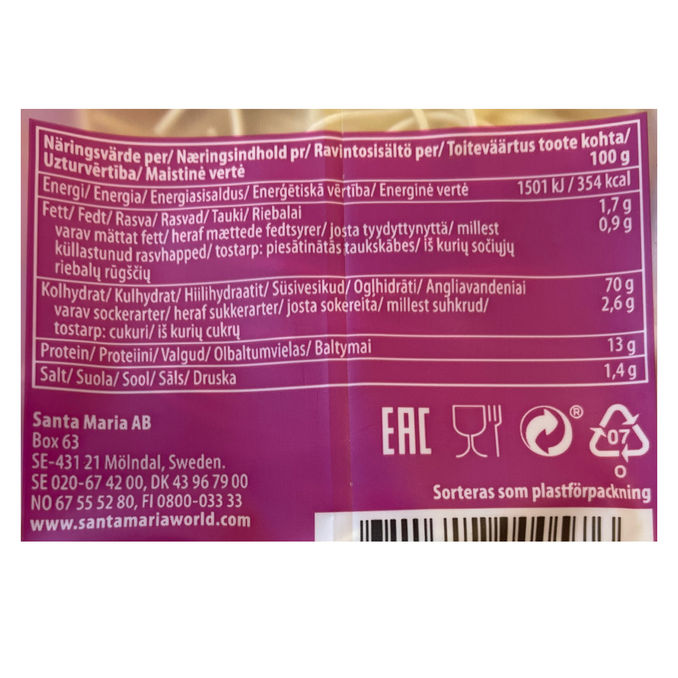 Näringsvärde per/ Næringsindhold pr/ Ravintosisältö per/ Toiteväärtus toote kohta/
Uzturvērtība/ Maistinė vertė 100 g
Energi/ Energia/ Energiasisaldus/ Enerģētiskā vērtība/ Energinė vertė 1501 kJ / 354 kcal
Fett/ Fedt/ Rasva/ Rasvad/ Tauki/ Riebalai 1,7 g
varav mättat fett/ heraf mættede fedtsyrer/ josta tyydyttynyttä/ millest 0,9 g
küllastunud rasvhapped/ tostarp: piesātinātās taukskābes/ iš kurių sočiųjų
riebalų rūgščių
Kolhydrat/ Kulhydrat/ Hiilihydraatit/ Süsivesikud/ Ogļhidrāti/ Angliavandeniai 70 g
varav sockerarter/ heraf sukkerarter/ josta sokereita/ millest suhkrud/ 2,6 g
tostarp: cukuri/ iš kurių cukrų
Protein/ Proteiini/ Valgud/ Olbaltumvielas/ Baltymai 13 g
Salt/ Suola/ Sool/ Sāls/ Druska 1,4 g
Santa Maria AB
Box 63
SE-431 21 Mölndal, Sweden.
SE 020-67 42 00, DK 43 96 79 00
NO 67 55 52 80, FI 0800-033 33
www.santamariaworld.com
EAC ® 07
O
Sorteras som plastförpackning